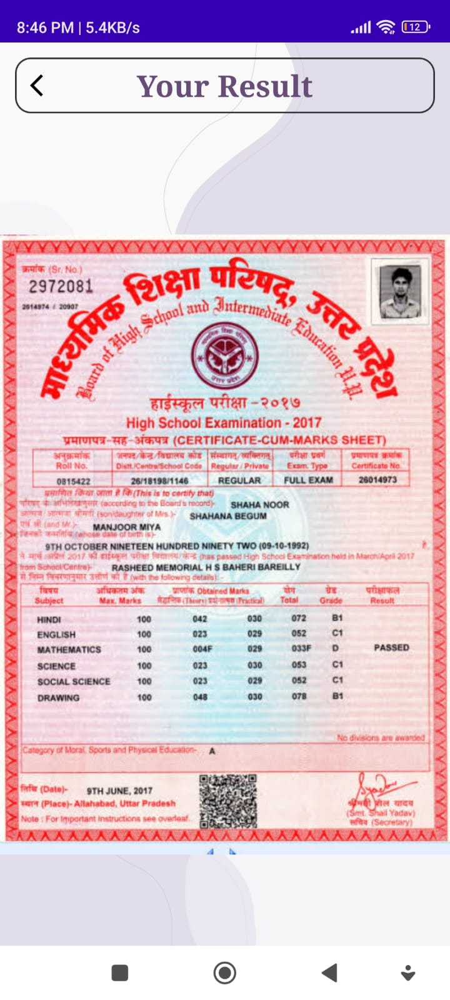 8:46 PM | 5.4KB/s
12
Your Result
क्रमांक (Sr. No.)
2972081
2614974 / 20907
माध्यमिक शिक्षा परिषद्, उत्तर प्रदेश
Board of High School and Intermediate Education U.P.
उत्तर प्रदेश
हाईस्कूल परीक्षा -२०१७
High School Examination - 2017
प्रमाणपत्र-सह-अंकपत्र (CERTIFICATE-CUM-MARKS SHEET)
अनुक्रमांक जनपद/केन्द्र/विद्यालय कोड संस्थागत/व्यक्तिगत परीक्षा प्रवर्ग प्रमाणपत्र क्रमांक
Roll No. Distt./Centre/School Code Regular / Private Exam. Type Certificate No.
0815422 26/18198/1146 REGULAR FULL EXAM 26014973
प्रमाणित किया जाता है कि (This is to certify that)
परिषद् के अभिलेखानुसार (according to the Board's record)- SHAHA NOOR
आत्मज/आत्मजा श्रीमती (son/daughter of Mrs.)- SHAHANA BEGUM
एवं श्री (and Mr.)- MANJOOR MIYA
जिनकी जन्मतिथि (whose date of birth is)-
9TH OCTOBER NINETEEN HUNDRED NINETY TWO (09-10-1992) है,
ने मार्च/अप्रैल 2017 की हाईस्कूल परीक्षा विद्यालय/केन्द्र (has passed High School Examination held in March/April 2017
from School/Centre)- RASHEED MEMORIAL H S BAHERI BAREILLY
से निम्न विवरणानुसार उत्तीर्ण की है (with the following details):-
विषय अधिकतम अंक प्राप्तांक Obtained Marks योग ग्रेड परीक्षाफल
Subject Max. Marks सैद्धान्तिक (Theory) प्रयोगात्मक (Practical) Total Grade Result
HINDI 100 042 030 072 B1
ENGLISH 100 023 029 052 C1
MATHEMATICS 100 004F 029 033F D PASSED
SCIENCE 100 023 030 053 C1
SOCIAL SCIENCE 100 023 029 052 C1
DRAWING 100 048 030 078 B1
No divisions are awarded
Category of Moral, Sports and Physical Education- A
तिथि (Date)- 9TH JUNE, 2017
स्थान (Place)- Allahabad, Uttar Pradesh
Note : For Important Instructions see overleaf.
श्रीमती शैल यादव
(Smt. Shail Yadav)
सचिव (Secretary)